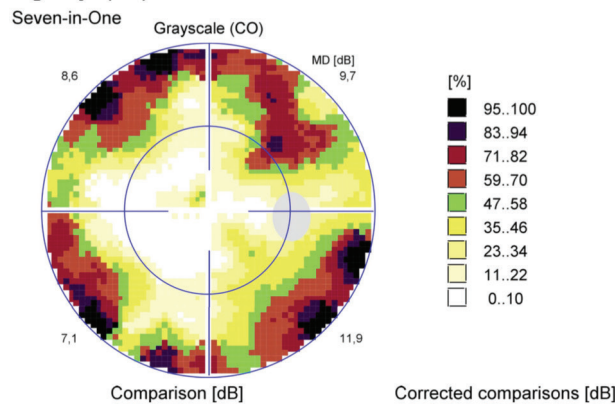 Seven-in-One
Grayscale (CO)
MD [dB]
8,6
9,7
[%]
95..100
83..94
71..82
59..70
47..58
35..46
23..34
11..22
0..10
7,1
11,9
Comparison [dB]
Corrected comparisons [dB]